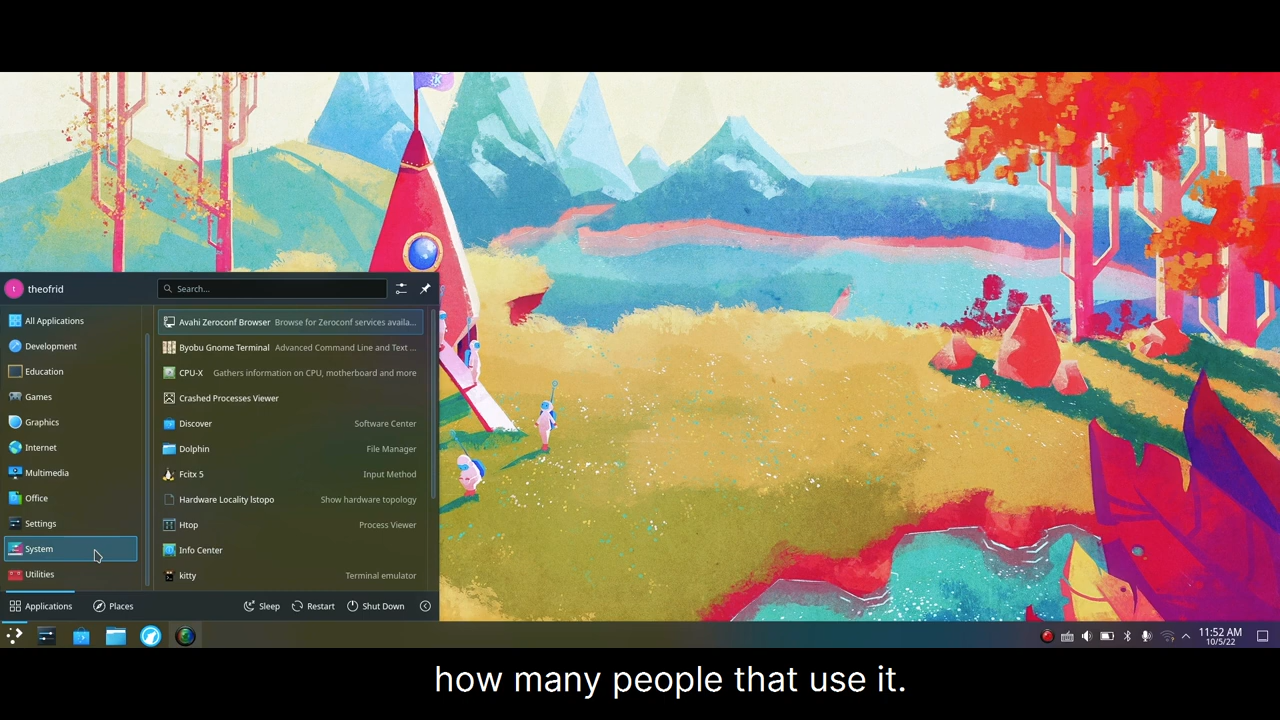 K
t theofrid
Search...
All Applications
Development
Education
Games
Graphics
Internet
Multimedia
Office
Settings
System
Utilities
Avahi Zeroconf Browser Browse for Zeroconf services availa...
Byobu Gnome Terminal Advanced Command Line and Text ...
CPU-X Gathers information on CPU, motherboard and more
Crashed Processes Viewer
Discover Software Center
Dolphin File Manager
Fcitx 5 Input Method
Hardware Locality lstopo Show hardware topology
Htop Process Viewer
Info Center
kitty Terminal emulator
Applications Places Sleep Restart Shut Down
11:52 AM
10/5/22
how many people that use it.